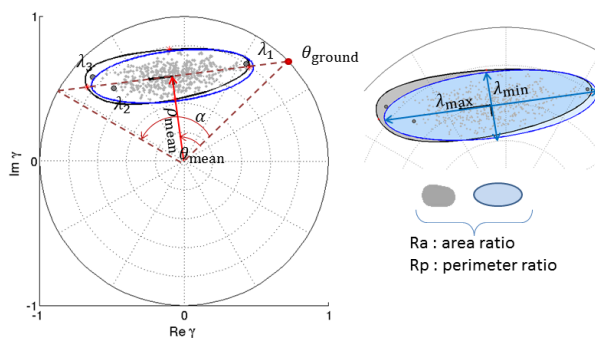 1
Im γ
0
-1
-1
0
1
Re γ
λ₃
λ₂
λ₁
θground
ρmean
α
θmean
λmax
λmin
Ra : area ratio
Rp : perimeter ratio